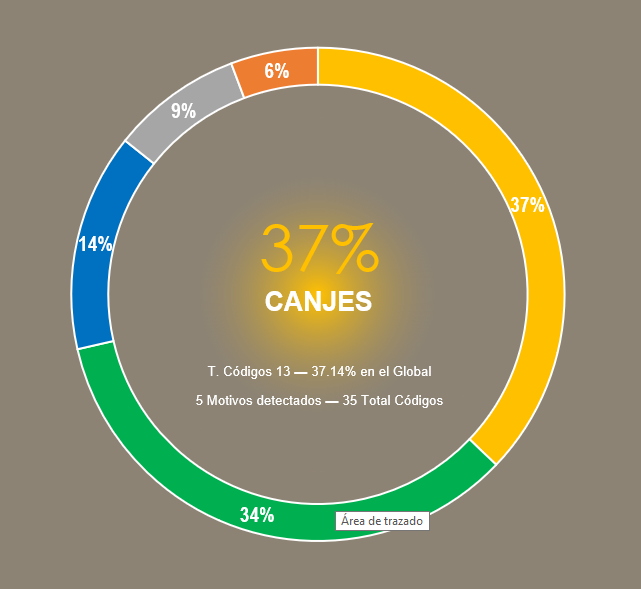 6%
9%
37%
14%
37%
CANJES
T. Códigos 13 — 37.14% en el Global
5 Motivos detectados — 35 Total Códigos
34%
Área de trazado